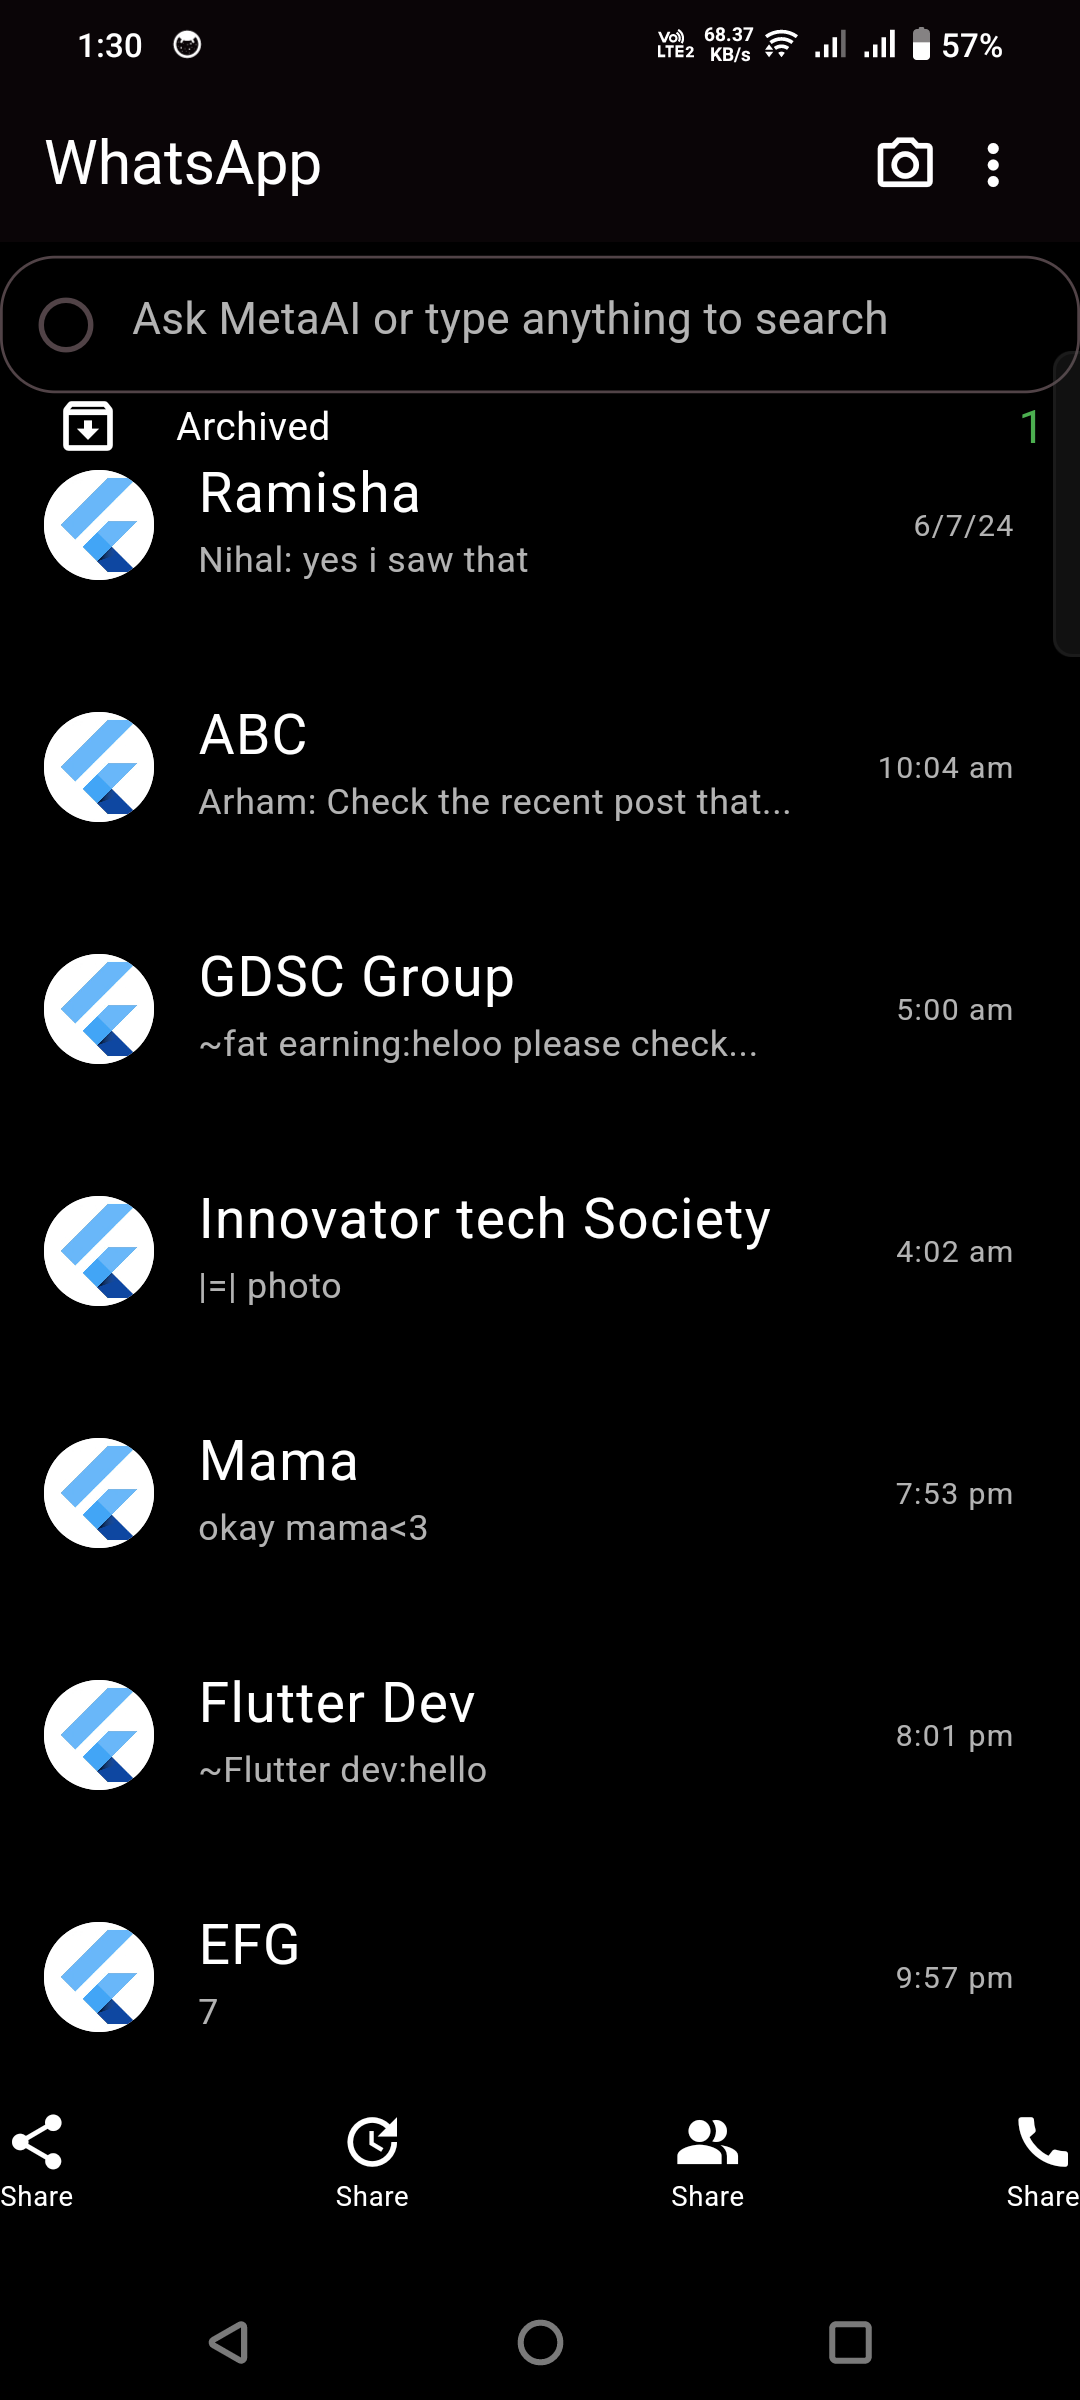 1:30 Vo)) LTE2 68.37 KB/s 57%
WhatsApp
Ask MetaAI or type anything to search
Archived 1
Ramisha
6/7/24
Nihal: yes i saw that
ABC
10:04 am
Arham: Check the recent post that...
GDSC Group
5:00 am
~fat earning:heloo please check...
Innovator tech Society
4:02 am
|=| photo
Mama
7:53 pm
okay mama<3
Flutter Dev
8:01 pm
~Flutter dev:hello
EFG
9:57 pm
7
Share Share Share Share